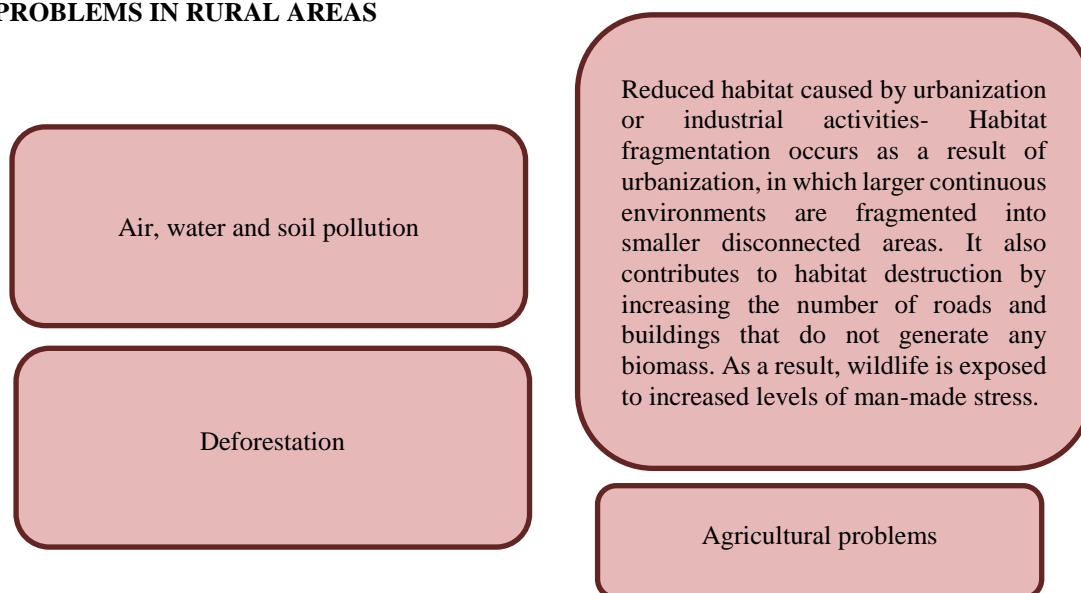 PROBLEMS IN RURAL AREAS
Air, water and soil pollution
Deforestation
Reduced habitat caused by urbanization
or industrial activities- Habitat
fragmentation occurs as a result of
urbanization, in which larger continuous
environments are fragmented into
smaller disconnected areas. It also
contributes to habitat destruction by
increasing the number of roads and
buildings that do not generate any
biomass. As a result, wildlife is exposed
to increased levels of man-made stress.
Agricultural problems